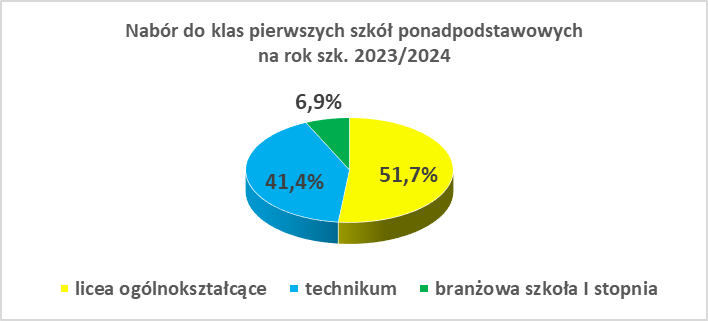 Nabór do klas pierwszych szkół ponadpodstawowych
na rok szk. 2023/2024
6,9%
41,4%
51,7%
licea ogólnokształcące technikum branżowa szkoła I stopnia